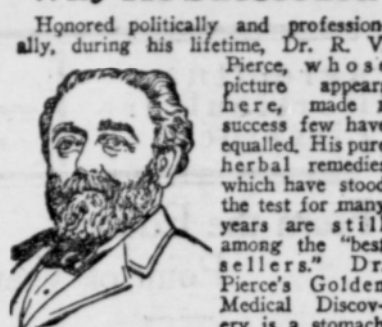 Honored politically and profession
ally, during his lifetime, Dr. R. V
Pierce, whose
picture appear
here, made
success few have
equalled. His pure
herbal remedies
which have stood
the test for many
years are still
among the "best
sellers." Dr.
Pierce's Golden
Medical Discov-
ery is a stomach